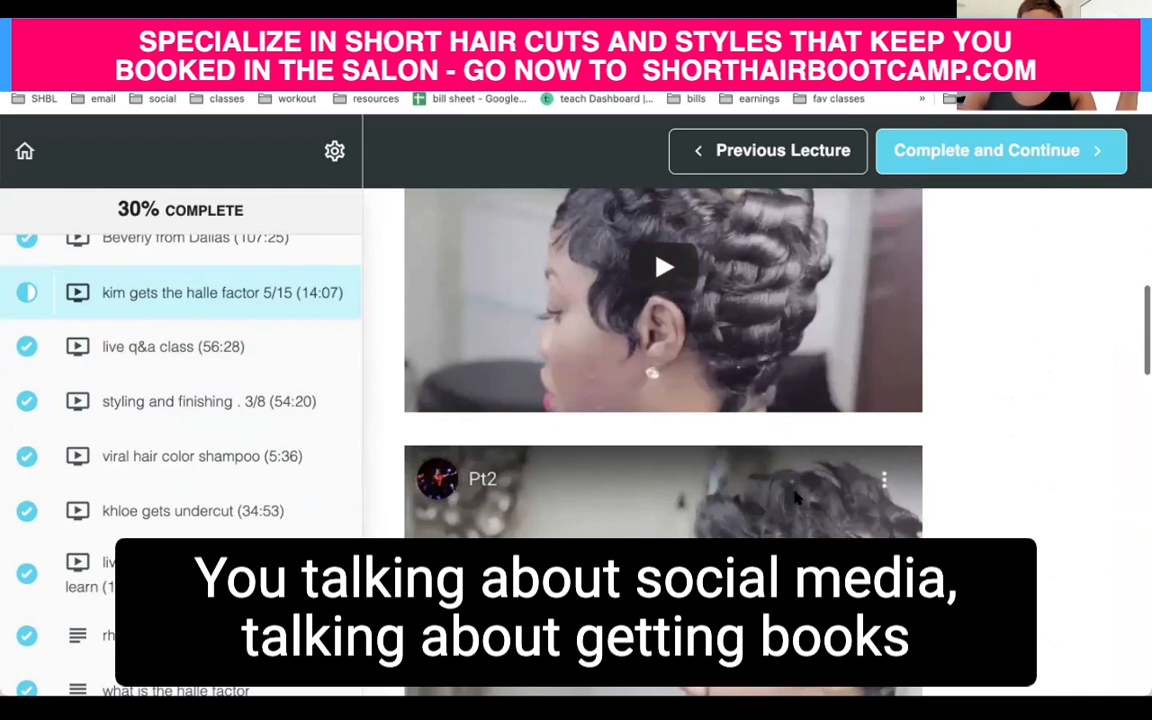 SPECIALIZE IN SHORT HAIR CUTS AND STYLES THAT KEEP YOU
BOOKED IN THE SALON - GO NOW TO SHORTHAIRBOOTCAMP.COM
SHBL email social classes workout resources bill sheet - Google... teach Dashboard |... bills earnings fav classes »
Previous Lecture Complete and Continue
30% COMPLETE
Beverly from Dallas (107:25)
kim gets the halle factor 5/15 (14:07)
live q&a class (56:28)
styling and finishing . 3/8 (54:20)
viral hair color shampoo (5:36)
Pt2
khloe gets undercut (34:53)
You talking about social media,
talking about getting books
what is the halle factor